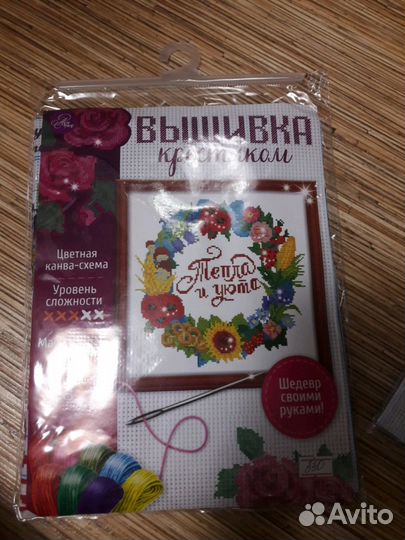 ВЫШИВКА
крестиком
Цветная
канва-схема
Уровень
сложности
Тепла
и уюта
Шедевр
своими
руками!
Avito